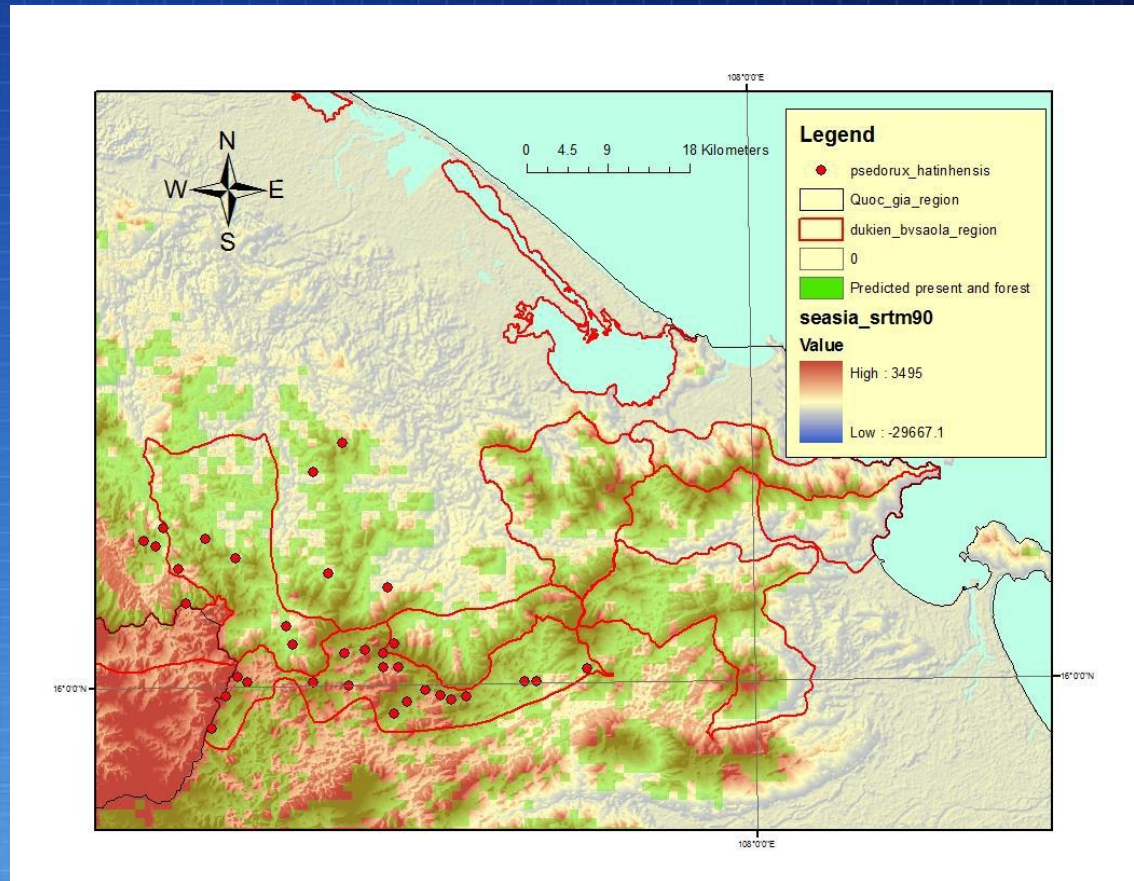 108°0'0"E
N
W E
S
0 4.5 9 18 Kilometers
Legend
psedorux_hatinhensis
Quoc_gia_region
dukien_bvsaola_region
0
Predicted present and forest
seasia_srtm90
Value
High : 3495
Low : -29667.1
16°0'0"N
16°0'0"N
108°0'0"E